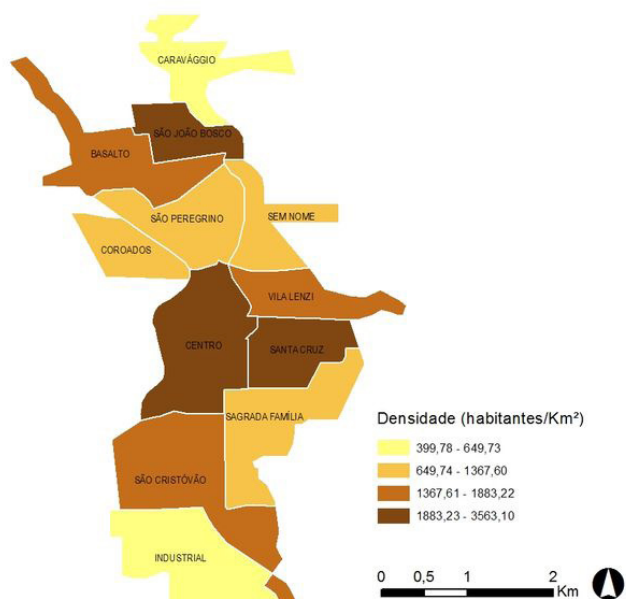 CARAVÁGGIO
SÃO JOÃO BOSCO
BASALTO
SÃO PEREGRINO
SEM NOME
COROADOS
VILA LENZI
CENTRO
SANTA CRUZ
SAGRADA FAMÍLIA
SÃO CRISTÓVÃO
INDUSTRIAL
Densidade (habitantes/Km²)
399,78 - 649,73
649,74 - 1367,60
1367,61 - 1883,22
1883,23 - 3563,10
0 0,5 1 2
Km